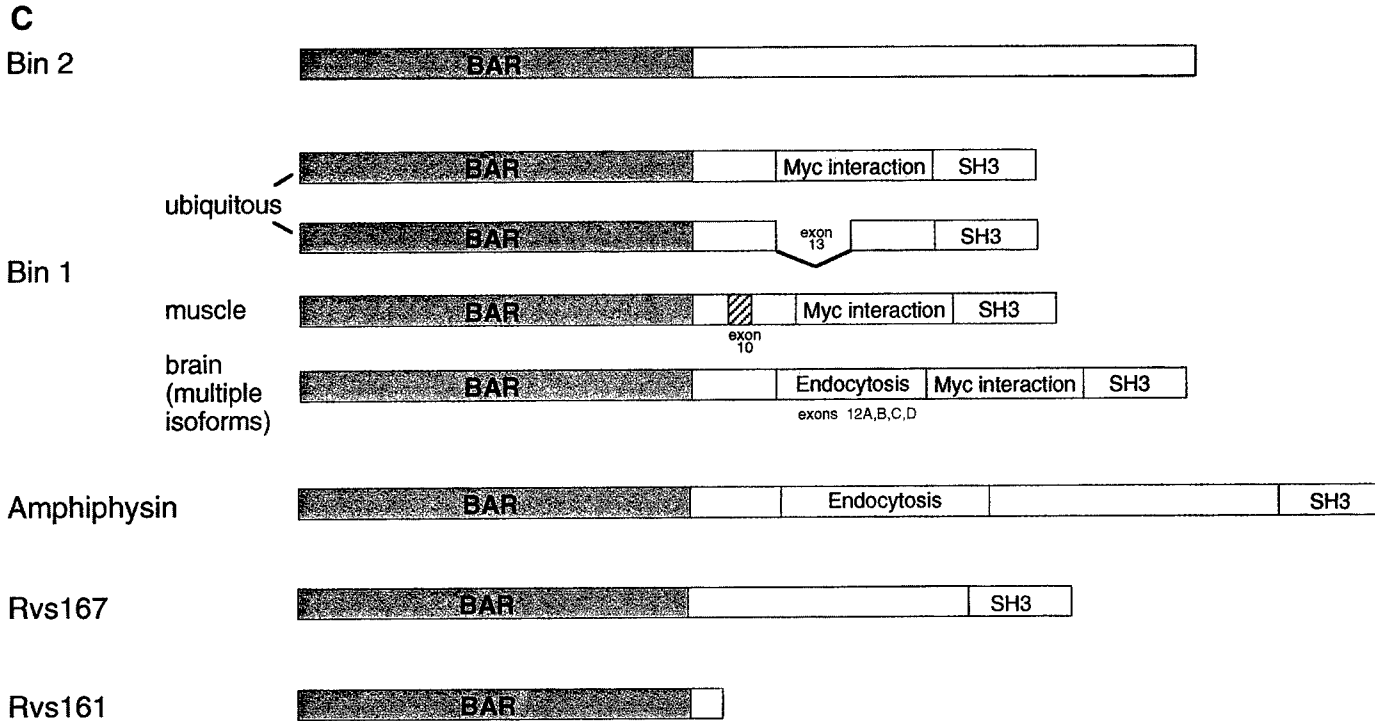 C
Bin 2
BAR
BAR
Myc interaction
SH3
ubiquitous
BAR
exon
13
SH3
Bin 1
muscle
BAR
Myc interaction
SH3
exon
10
brain
(multiple
isoforms)
BAR
Endocytosis
Myc interaction
SH3
exons 12A,B,C,D
Amphiphysin
BAR
Endocytosis
SH3
Rvs167
BAR
SH3
Rvs161
BAR